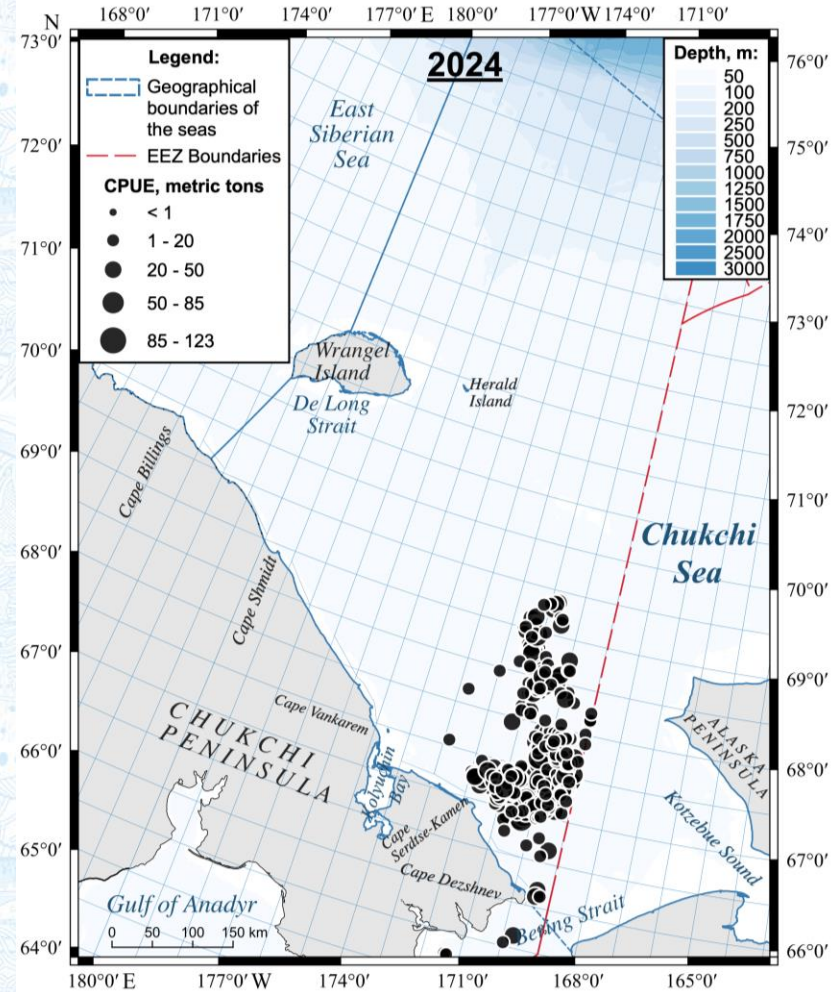 N
168°0′ 171°0′ 174°0′ 177°0′ E 180°0′ 177°0′ W 174°0′ 171°0′
73°0′
72°0′
71°0′
70°0′
69°0′
68°0′
67°0′
66°0′
65°0′
64°0′
Legend:
Geographical
boundaries of
the seas
EEZ Boundaries
CPUE, metric tons
< 1
1 - 20
20 - 50
50 - 85
85 - 123
2024
Depth, m:
50
100
200
250
500
750
1000
1250
1500
1750
2000
2500
3000
76°0′
75°0′
74°0′
73°0′
72°0′
71°0′
70°0′
69°0′
68°0′
67°0′
66°0′
East
Siberian
Sea
Wrangel
Island
De Long
Strait
Herald
Island
Chukchi
Sea
Cape Billings
Cape Shmidt
Cape Vankarem
CHUKCHI
PENINSULA
Kolyuchin
Bay
Cape
Serdtse-Kamen
Cape Dezshnev
ALASKA
PENINSULA
Kotzebue Sound
Bering Strait
Gulf of Anadyr
0 50 100 150 km
180°0′ E 177°0′ W 174°0′ 171°0′ 168°0′ 165°0′